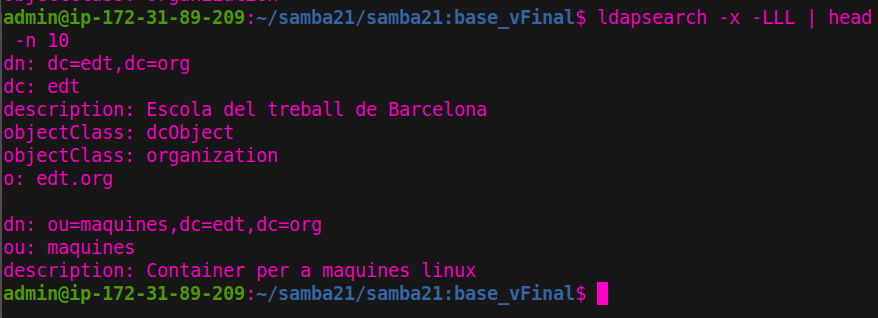 objectClass: organization
admin@ip-172-31-89-209:~/samba21/samba21:base_vFinal$ ldapsearch -x -LLL | head
 -n 10
dn: dc=edt,dc=org
dc: edt
description: Escola del treball de Barcelona
objectClass: dcObject
objectClass: organization
o: edt.org

dn: ou=maquines,dc=edt,dc=org
ou: maquines
description: Container per a maquines linux
admin@ip-172-31-89-209:~/samba21/samba21:base_vFinal$